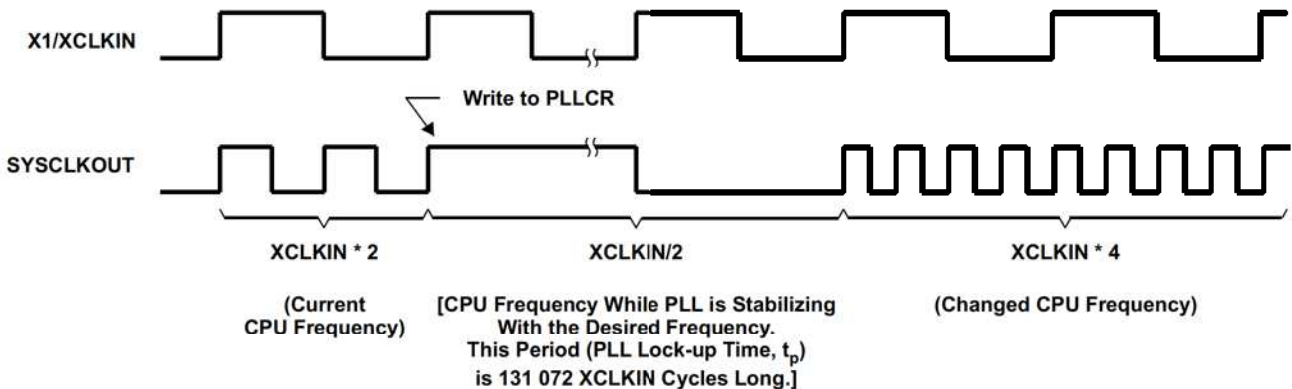 X1/XCLKIN
Write to PLLCR
SYSCLKOUT
XCLKIN * 2
XCLKIN/2
XCLKIN * 4
(Current
CPU Frequency)
[CPU Frequency While PLL is Stabilizing
With the Desired Frequency.
This Period (PLL Lock-up Time, tp)
is 131 072 XCLKIN Cycles Long.]
(Changed CPU Frequency)